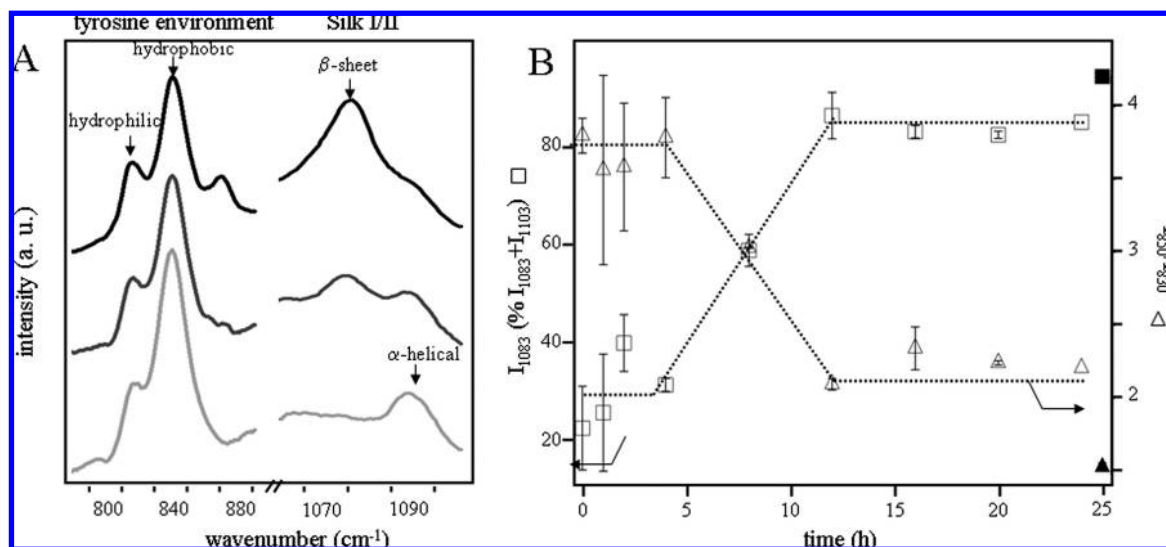 tyrosine environment
Silk I/II
A
hydrophobic
hydrophilic
β-sheet
α-helical
intensity (a. u.)
800 840 880 1070 1090
wavenumber (cm-1)
B
I1083 (% I1083+I1103) □
80
60
40
20
4
3
2
△
0 5 10 15 20 25
time (h)